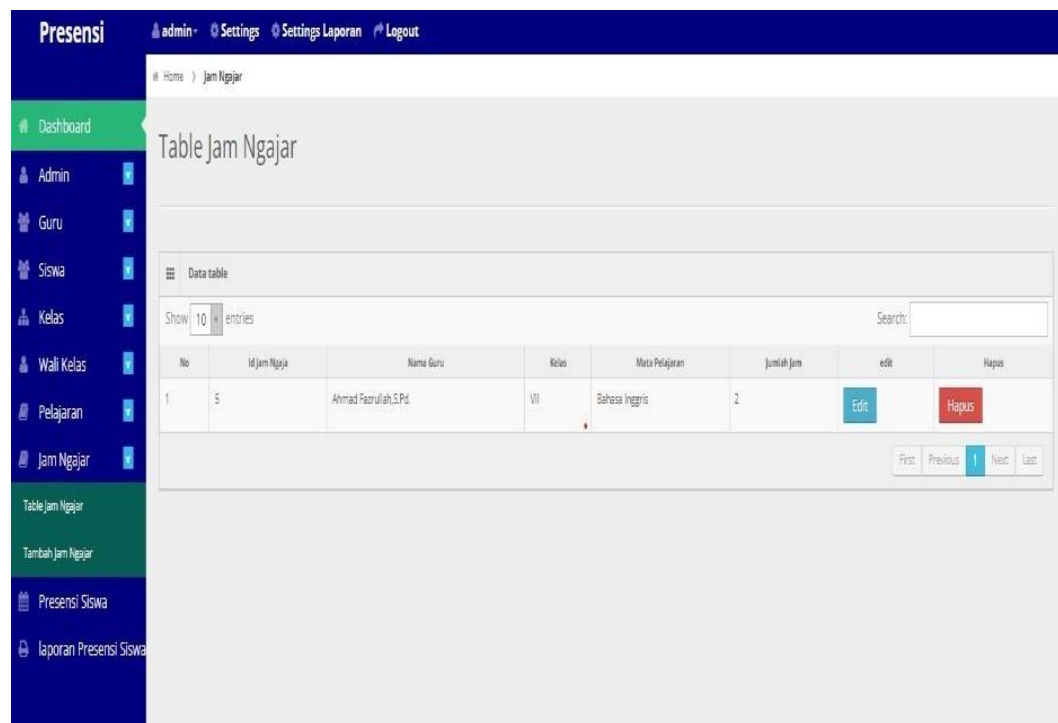 Presensi admin Settings Settings Laporan Logout
Home > Jam Ngajar
Dashboard
Admin
Guru
Siswa
Kelas
Wali Kelas
Pelajaran
Jam Ngajar
Table Jam Ngajar
Tambah Jam Ngajar
Presensi Siswa
laporan Presensi Siswa
Table Jam Ngajar
Data table
Show 10 entries Search:
No Id Jam Ngaja Nama Guru Kelas Mata Pelajaran Jumlah Jam edit Hapus
1 5 Ahmad Fazrullah,S.Pd. VII Bahasa Inggris 2 Edit Hapus
First Previous 1 Next Last